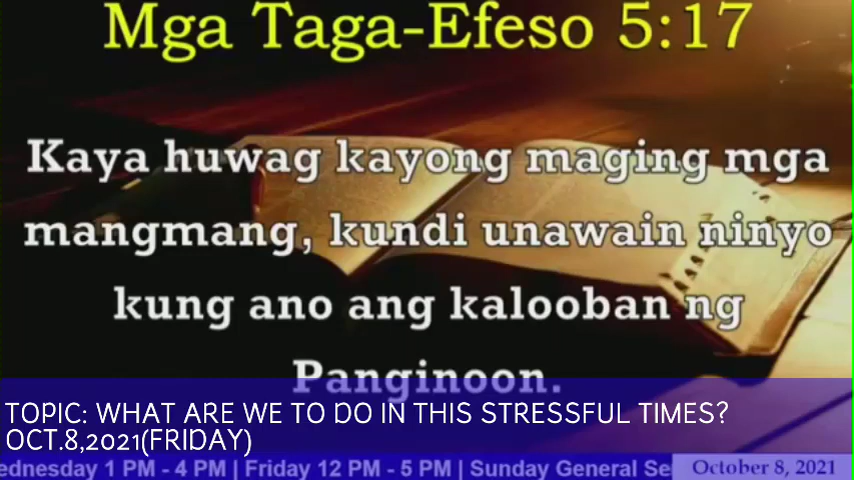 Mga Taga-Efeso 5:17
Kaya huwag kayong maging mga
mangmang, kundi unawain ninyo
kung ano ang kalooban ng
Panginoon.
TOPIC: WHAT ARE WE TO DO IN THIS STRESSFUL TIMES?
OCT.8,2021(FRIDAY)
ednesday 1 PM - 4 PM | Friday 12 PM - 5 PM | Sunday General Se
October 8, 2021